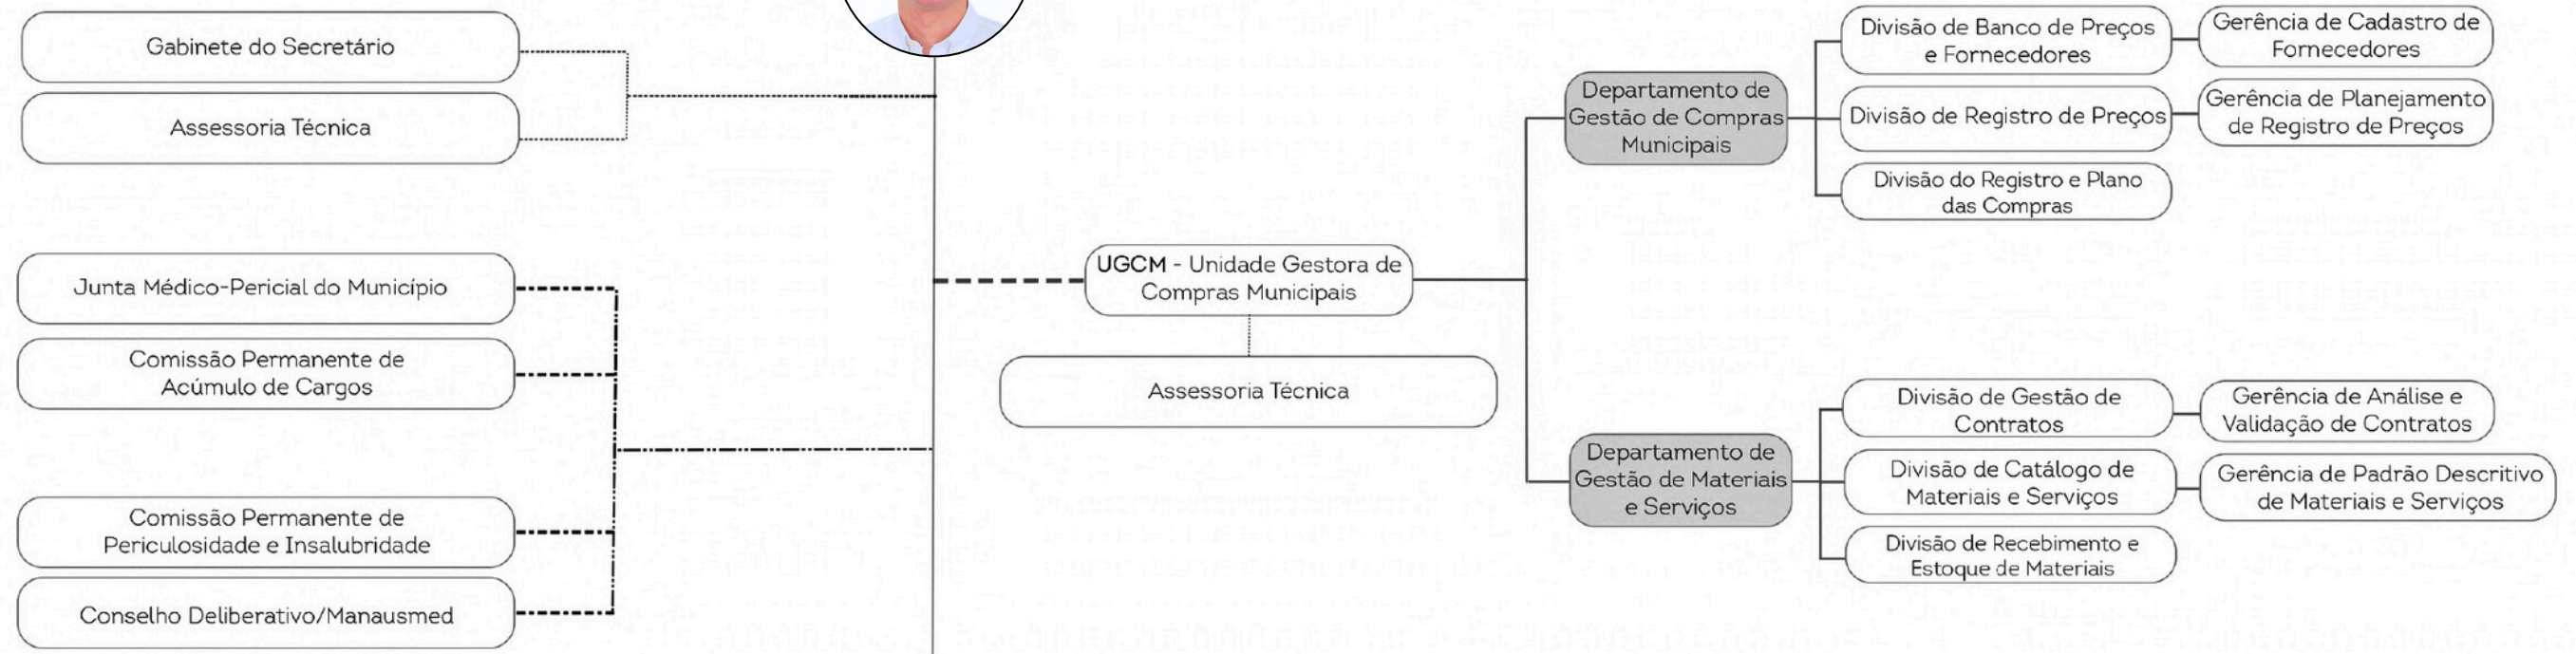 Gabinete do Secretário
Assessoria Técnica
Junta Médico-Pericial do Município
Comissão Permanente de
Acúmulo de Cargos
Comissão Permanente de
Periculosidade e Insalubridade
Conselho Deliberativo/Manausmed
UGCM - Unidade Gestora de
Compras Municipais
Assessoria Técnica
Departamento de
Gestão de Compras
Municipais
Divisão de Banco de Preços
e Fornecedores
Gerência de Cadastro de
Fornecedores
Divisão de Registro de Preços
Gerência de Planejamento
de Registro de Preços
Divisão do Registro e Plano
das Compras
Departamento de
Gestão de Materiais
e Serviços
Divisão de Gestão de
Contratos
Gerência de Análise e
Validação de Contratos
Divisão de Catálogo de
Materiais e Serviços
Gerência de Padrão Descritivo
de Materiais e Serviços
Divisão de Recebimento e
Estoque de Materiais